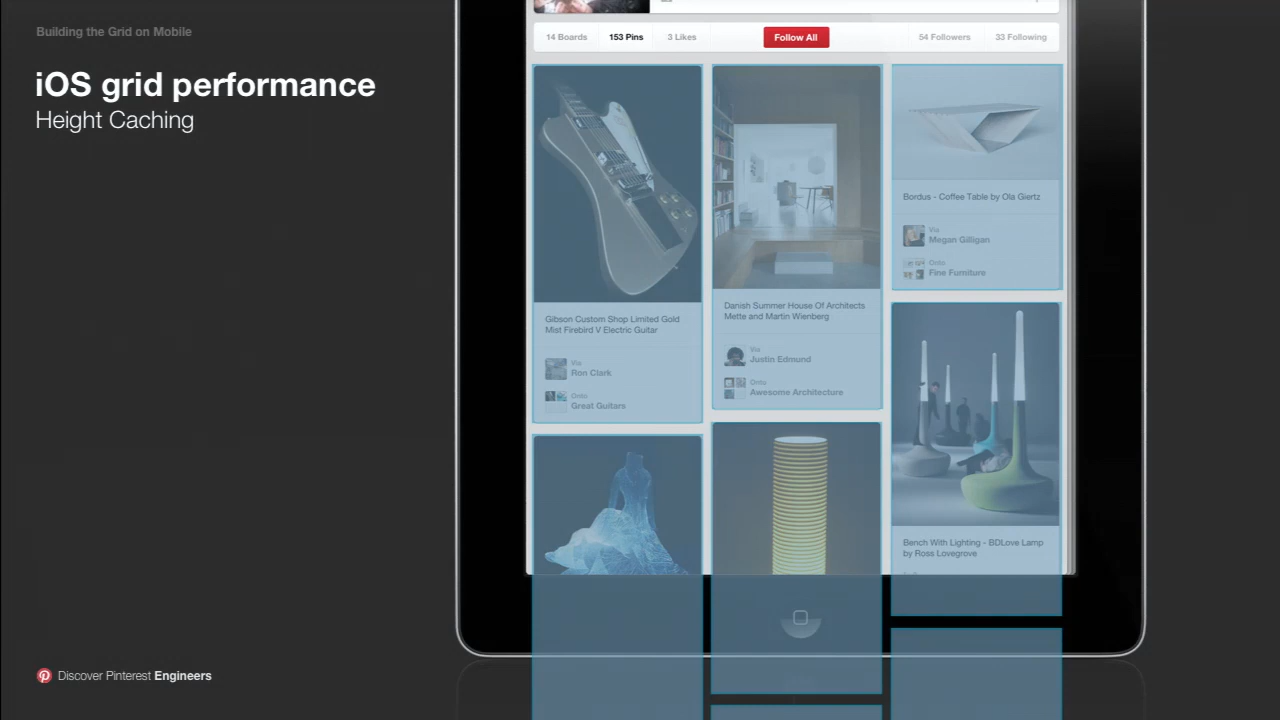 Building the Grid on Mobile
iOS grid performance
Height Caching
14 Boards
153 Pins
3 Likes
Follow All
54 Followers
33 Following
Gibson Custom Shop Limited Gold
Mist Firebird V Electric Guitar
Via
Ron Clark
Onto
Great Guitars
Danish Summer House Of Architects
Mette and Martin Wienberg
Via
Justin Edmund
Onto
Awesome Architecture
Bordus - Coffee Table by Ola Giertz
Via
Megan Gilligan
Onto
Fine Furniture
Bench With Lighting - BDLove Lamp
by Ross Lovegrove
Discover Pinterest Engineers